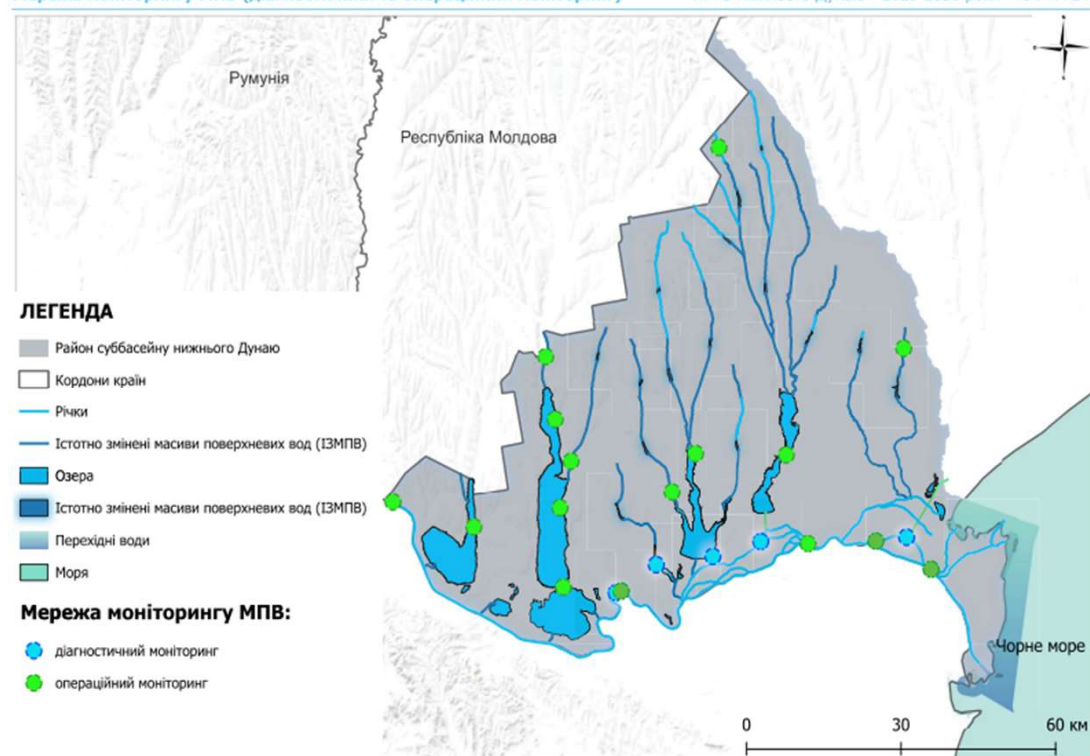 Румунія
Республіка Молдова
ЛЕГЕНДА
Район суббасейну нижнього Дунаю
Кордони країн
Річки
Істотно змінені масиви поверхневих вод (ІЗМПВ)
Озера
Істотно змінені масиви поверхневих вод (ІЗМПВ)
Перехідні води
Моря
Мережа моніторингу МПВ:
діагностичний моніторинг
операційний моніторинг
Чорне море
0 30 60 км